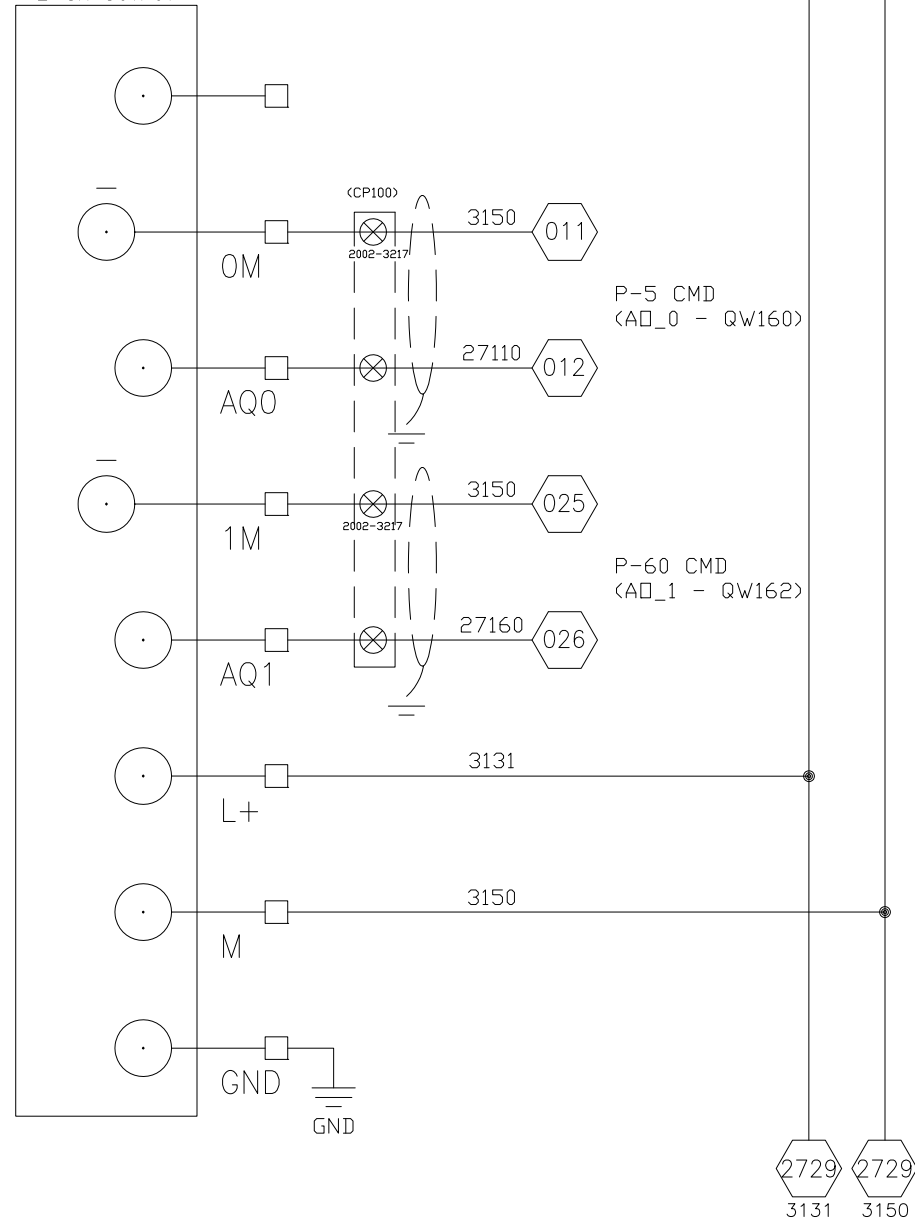 (CP100)
3150
011
2002-3217
0M
P-5 CMD
(AO_0 - QW160)
27110
012
AQ0
3150
025
2002-3217
1M
P-60 CMD
(AO_1 - QW162)
27160
026
AQ1
3131
L+
3150
M
GND
GND
2729
2729
3131
3150